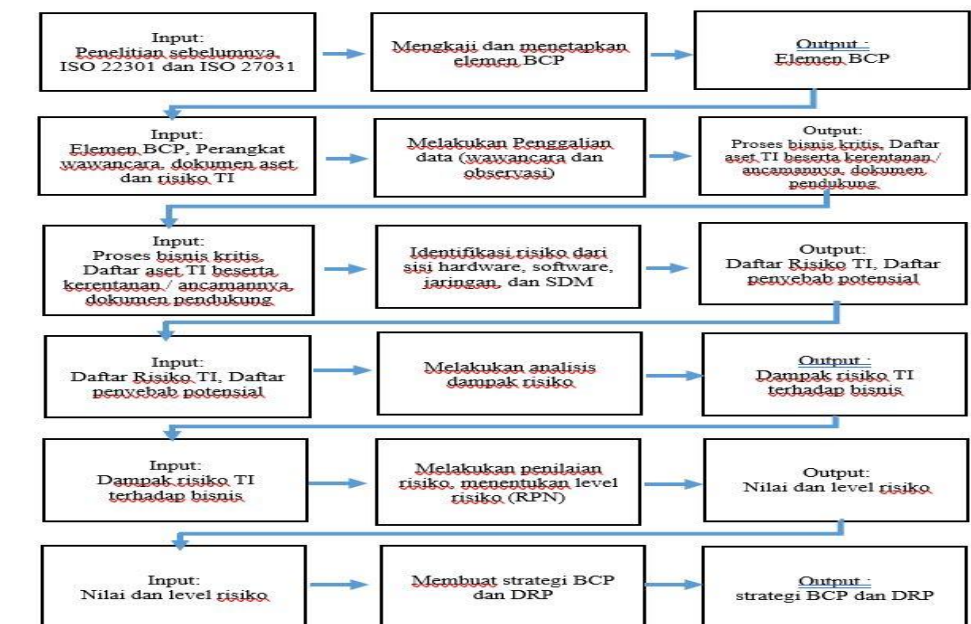 Input:
Penelitian sebelumnya,
ISO 22301 dan ISO 27031
Mengkaji dan menetapkan
elemen BCP
Output :
Elemen BCP
Input:
Elemen BCP, Perangkat
wawancara, dokumen aset
dan risiko TI
Melakukan Penggalian
data (wawancara dan
observasi)
Output:
Proses bisnis kritis, Daftar
aset TI beserta kerentanan /
ancamannya, dokumen
pendukung
Input:
Proses bisnis kritis,
Daftar aset TI beserta
kerentanan / ancamannya,
dokumen pendukung
Identifikasi risiko dari
sisi hardware, software,
jaringan, dan SDM
Output:
Daftar Risiko TI, Daftar
penyebab potensial
Input:
Daftar Risiko TI, Daftar
penyebab potensial
Melakukan analisis
dampak risiko
Output :
Dampak risiko TI
terhadap bisnis
Input:
Dampak risiko TI
terhadap bisnis
Melakukan penilaian
risiko, menentukan level
risiko (RPN)
Output:
Nilai dan level risiko
Input:
Nilai dan level risiko
Membuat strategi BCP
dan DRP
Output :
strategi BCP dan DRP